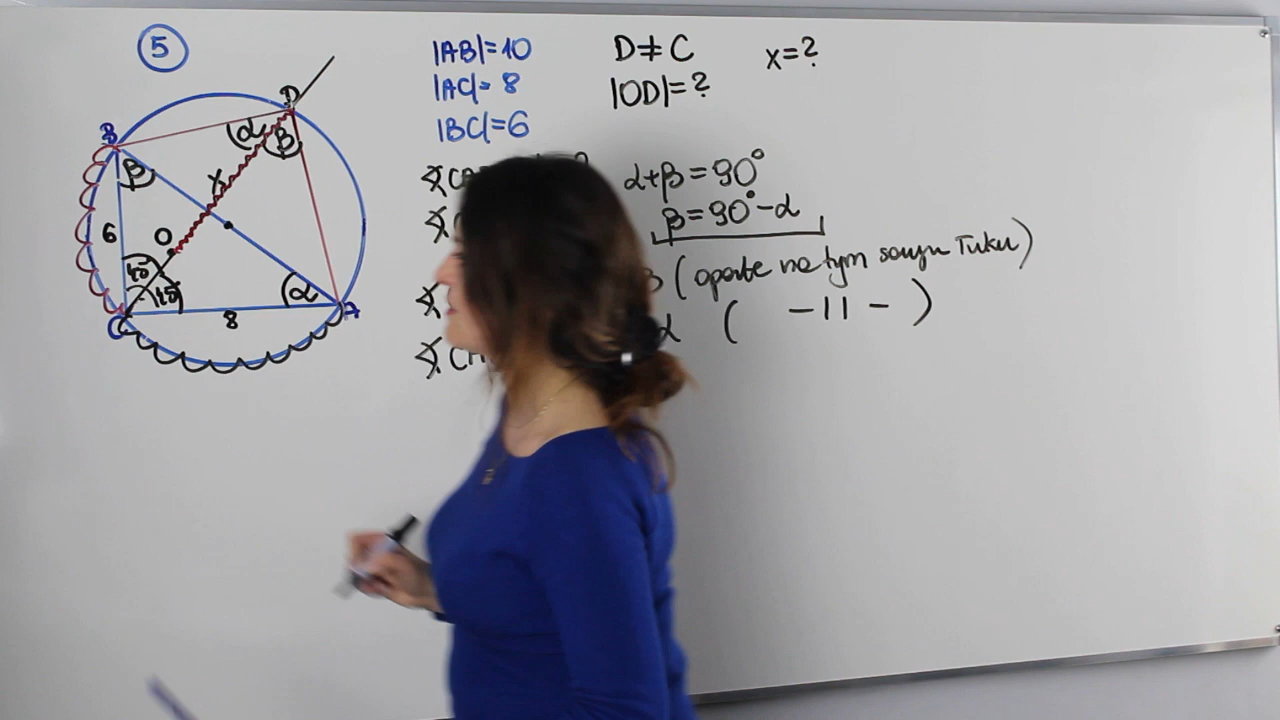 5
|AB|=10
|AC|=8
|BC|=6
D≠C
|OD|=?
x=?
D
B
α
β
β
x
6
O
45
45
α
C
8
A
α+β=90°
β=90°-α
β (oparte na tym samym łuku)
α ( -11- )